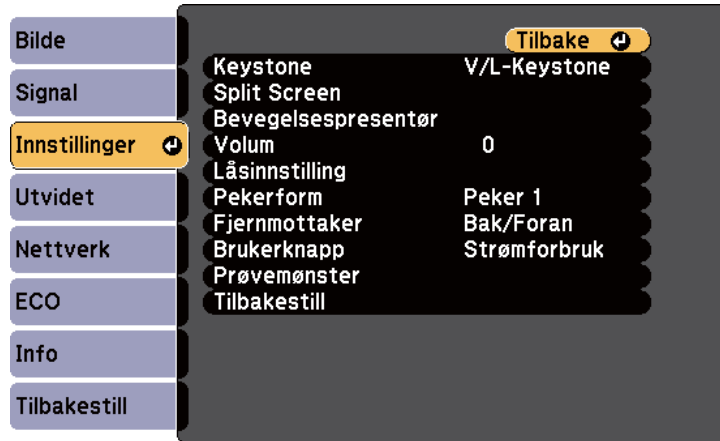 Bilde
Signal
Innstillinger
Utvidet
Nettverk
ECO
Info
Tilbakestill
Tilbake
Keystone V/L-Keystone
Split Screen
Bevegelsespresentør
Volum 0
Låsinnstilling
Pekerform Peker 1
Fjernmottaker Bak/Foran
Brukerknapp Strømforbruk
Prøvemønster
Tilbakestill